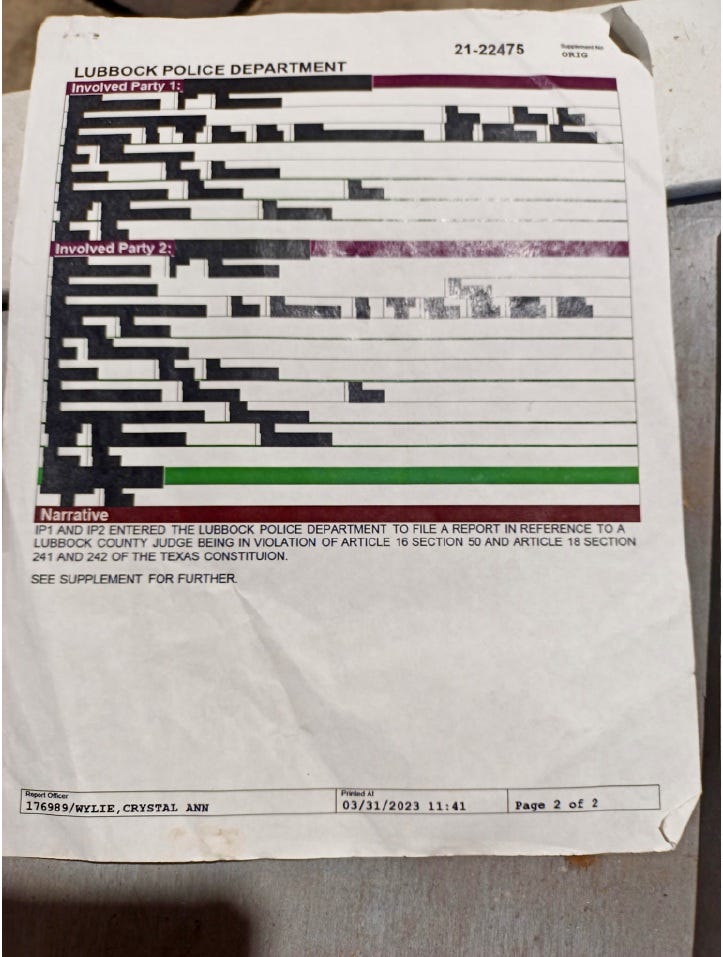 21-22475
Supplement No
ORIG
LUBBOCK POLICE DEPARTMENT
Involved Party 1:
Involved Party 2:
Narrative
IP1 AND IP2 ENTERED THE LUBBOCK POLICE DEPARTMENT TO FILE A REPORT IN REFERENCE TO A
LUBBOCK COUNTY JUDGE BEING IN VIOLATION OF ARTICLE 16 SECTION 50 AND ARTICLE 18 SECTION
241 AND 242 OF THE TEXAS CONSTITUION.
SEE SUPPLEMENT FOR FURTHER.
Report Officer
176989/WYLIE,CRYSTAL ANN
Printed At
03/31/2023 11:41
Page 2 of 2